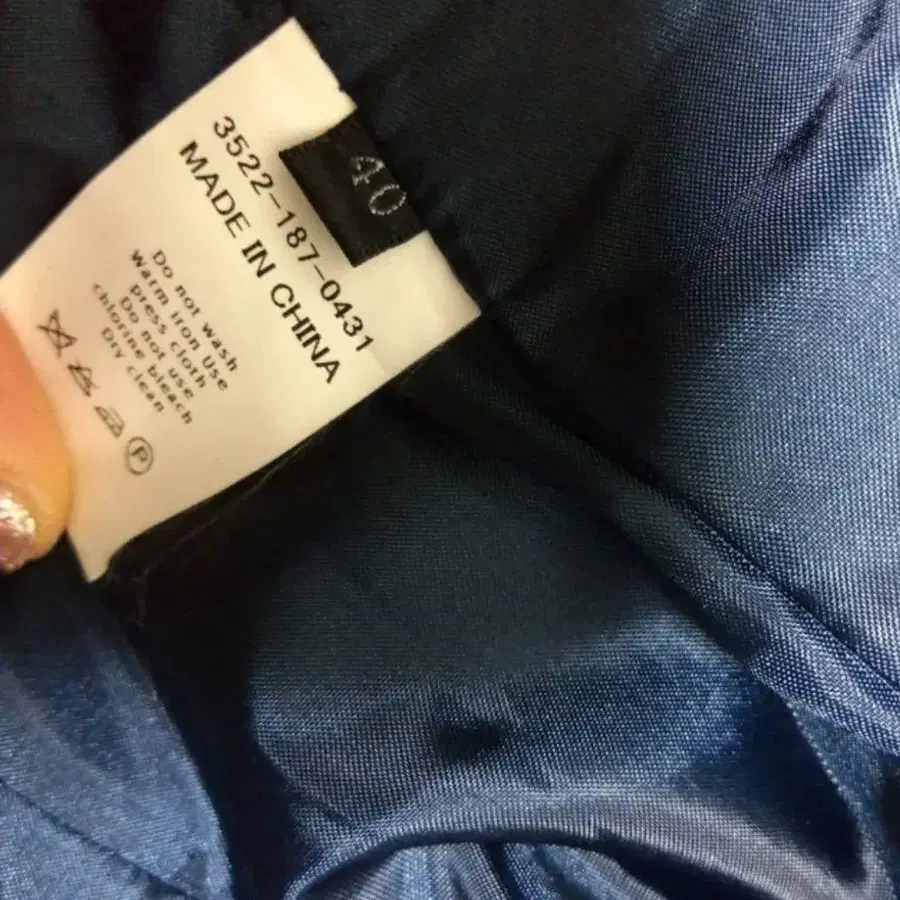 40
3522-187-0431
MADE IN CHINA
Do not wash
warm iron Use
press cloth
Do not use
chlorine bleach
Dry clean
P